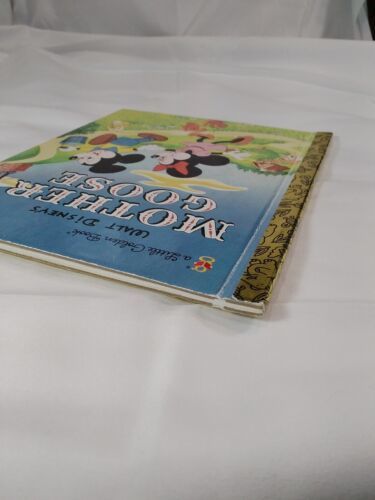 a Little Golden Book®
WALT DISNEY'S
MOTHER
GOOSE